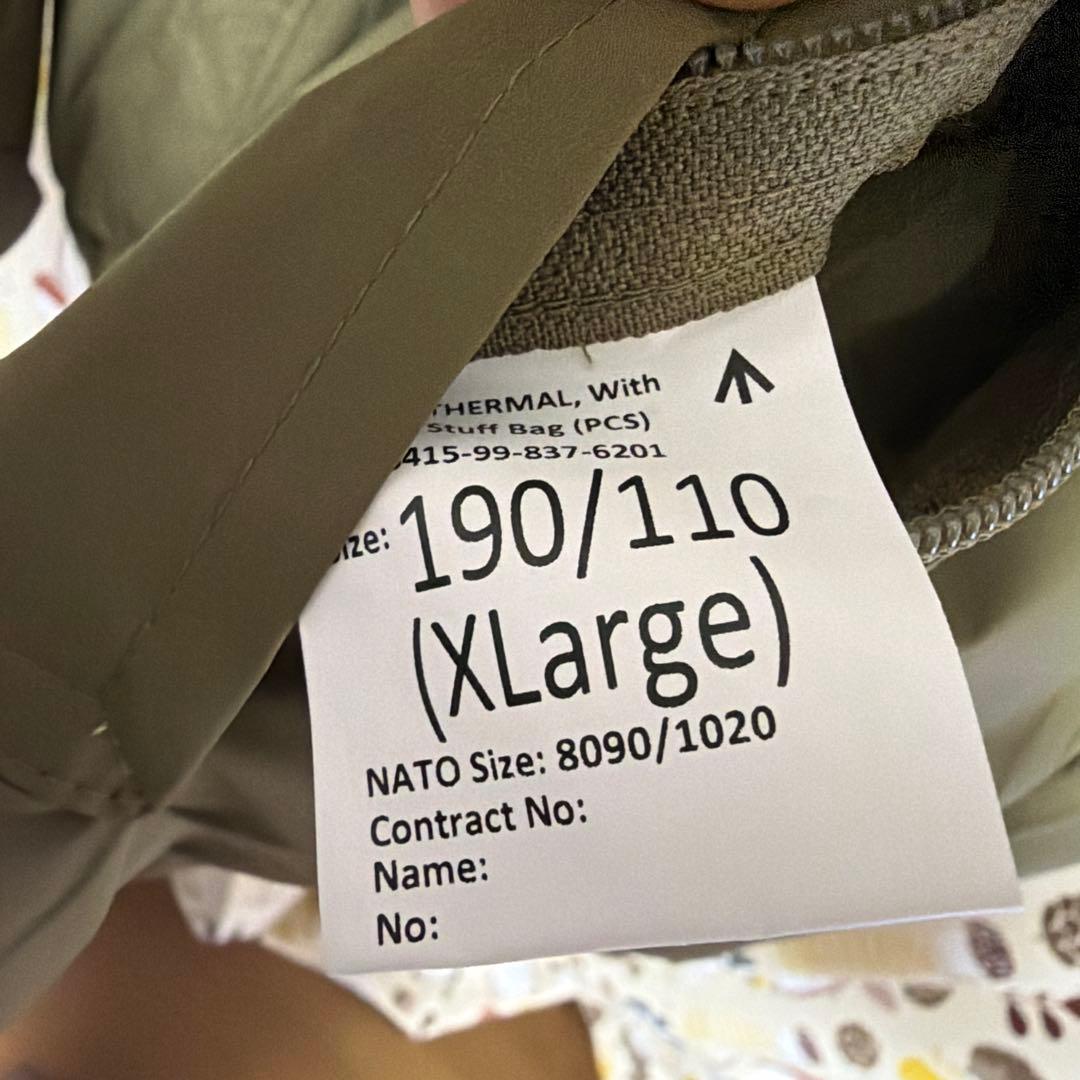 THERMAL, With
Stuff Bag (PCS)
415-99-837-6201
Size: 190/110
(XLarge)
NATO Size: 8090/1020
Contract No:
Name:
No: